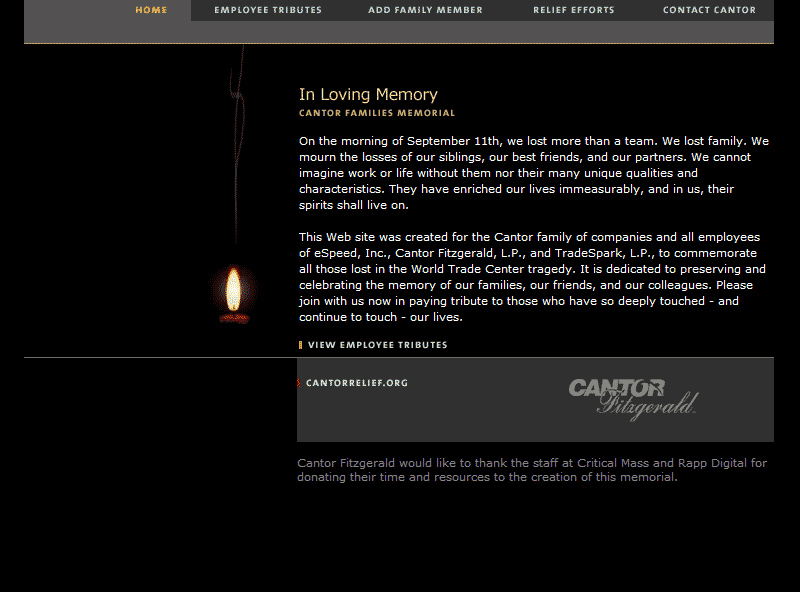 HOME EMPLOYEE TRIBUTES ADD FAMILY MEMBER RELIEF EFFORTS CONTACT CANTOR
In Loving Memory
CANTOR FAMILIES MEMORIAL
On the morning of September 11th, we lost more than a team. We lost family. We
mourn the losses of our siblings, our best friends, and our partners. We cannot
imagine work or life without them nor their many unique qualities and
characteristics. They have enriched our lives immeasurably, and in us, their
spirits shall live on.
This Web site was created for the Cantor family of companies and all employees
of eSpeed, Inc., Cantor Fitzgerald, L.P., and TradeSpark, L.P., to commemorate
all those lost in the World Trade Center tragedy. It is dedicated to preserving and
celebrating the memory of our families, our friends, and our colleagues. Please
join with us now in paying tribute to those who have so deeply touched - and
continue to touch - our lives.
VIEW EMPLOYEE TRIBUTES
CANTORRELIEF.ORG
CANTOR
Fitzgerald.
Cantor Fitzgerald would like to thank the staff at Critical Mass and Rapp Digital for
donating their time and resources to the creation of this memorial.